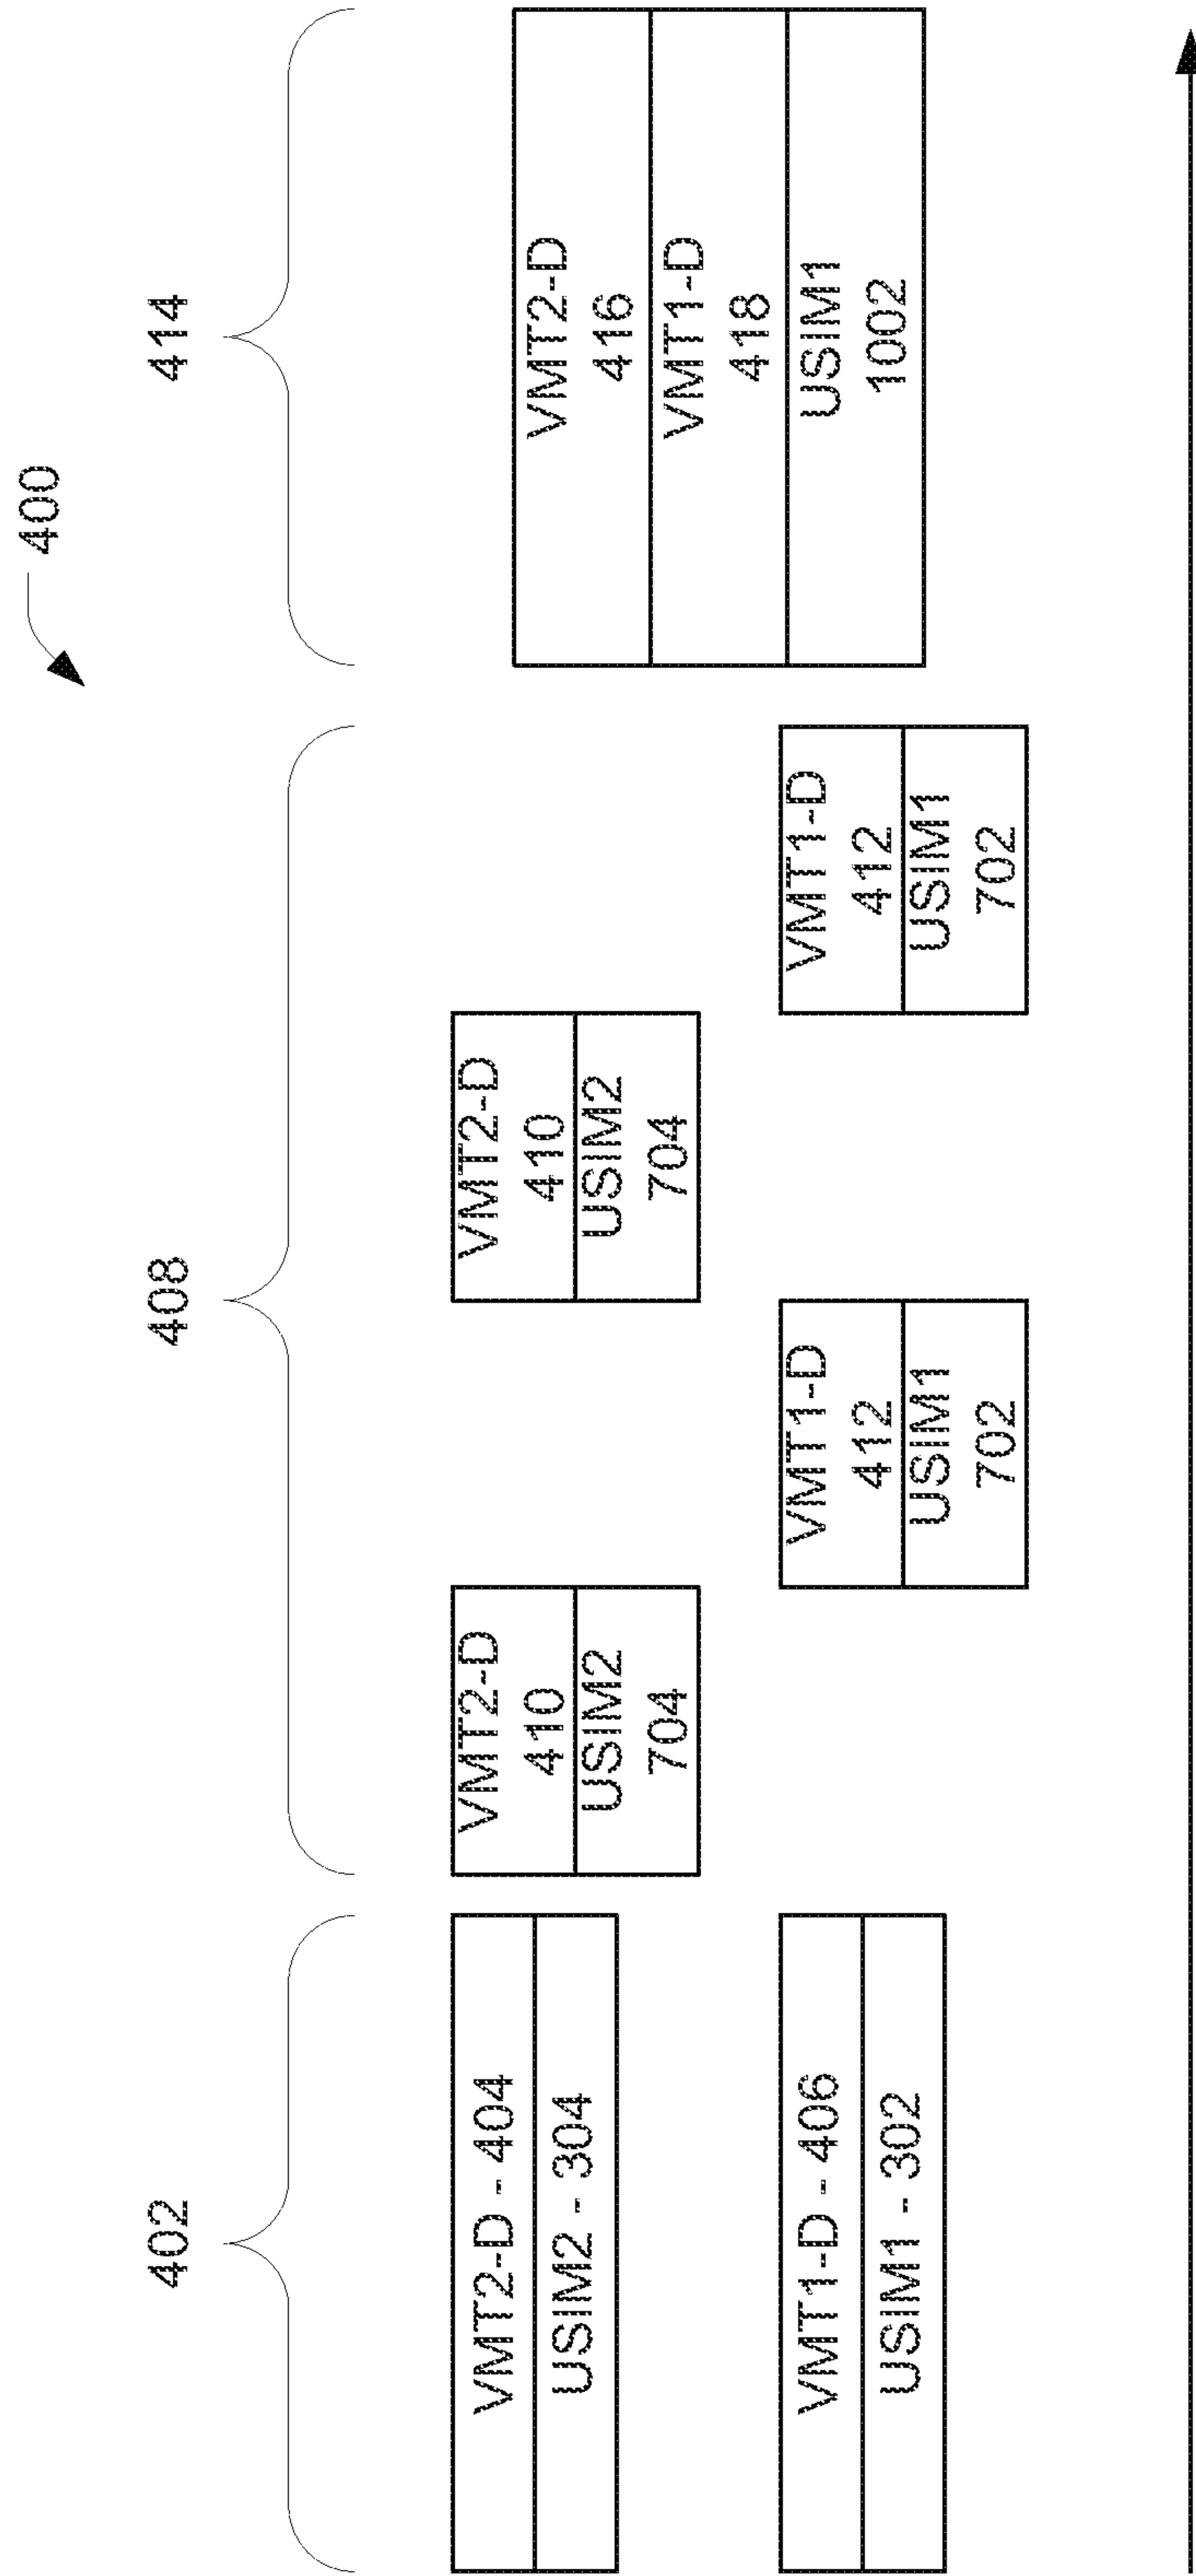 400
402
408
414
VMT2-D - 404
USIM2 - 304
VMT1-D - 406
USIM1 - 302
VMT2-D
410
USIM2
704
VMT1-D
412
USIM1
702
VMT2-D
410
USIM2
704
VMT1-D
412
USIM1
702
VMT2-D
416
VMT1-D
418
USIM1
1002